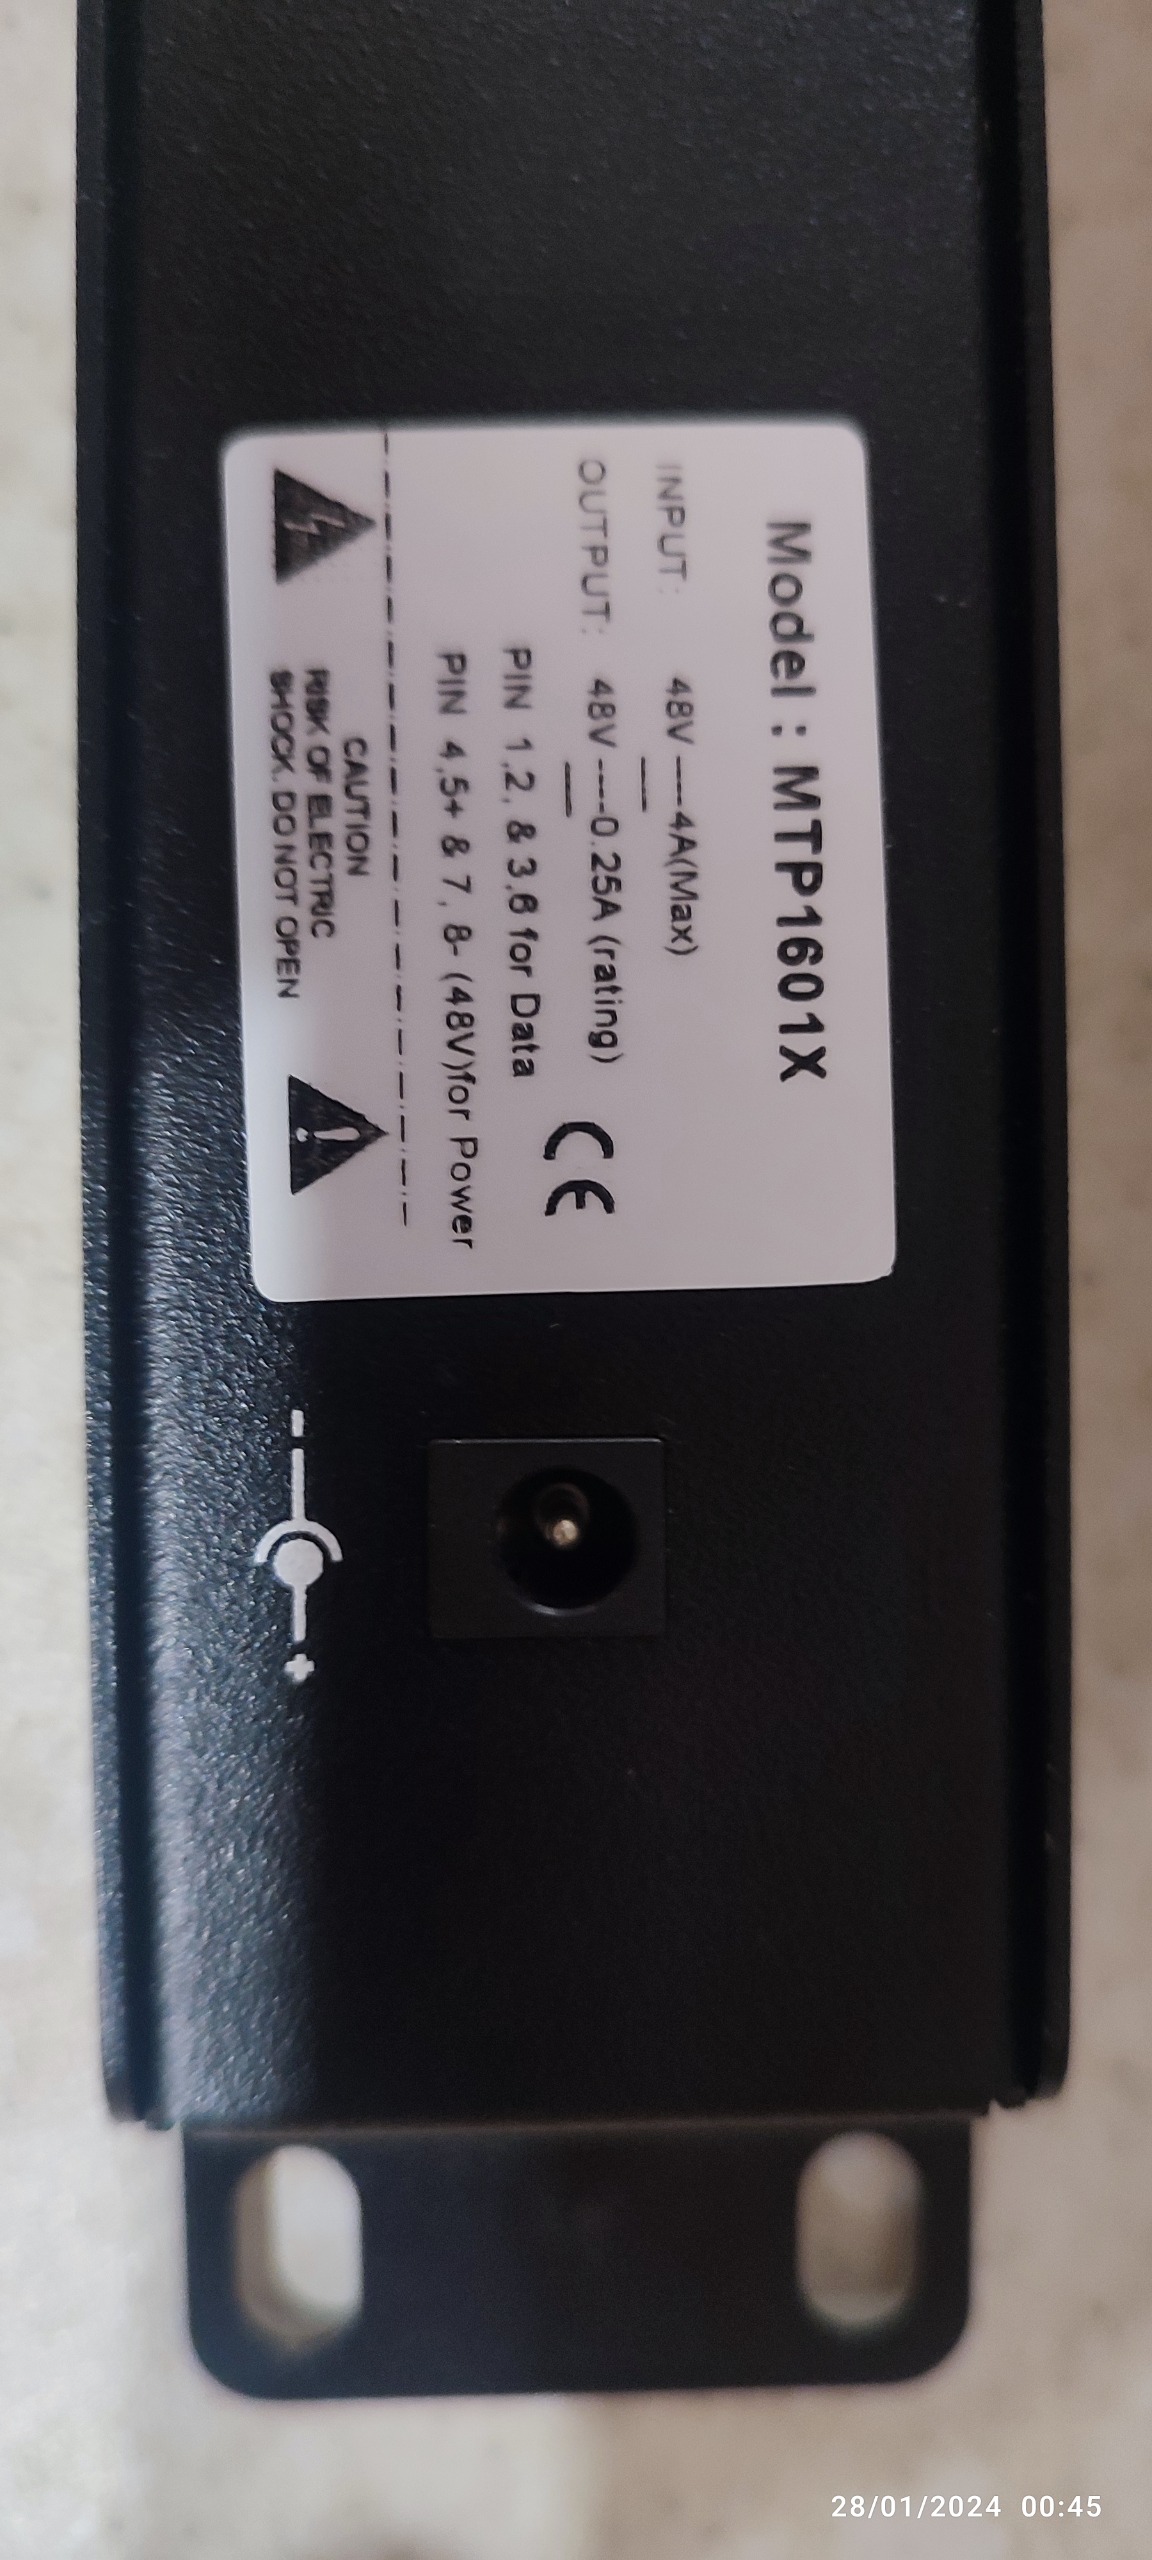 Model : MTP1601X
INPUT: 48V ----4A(Max)
OUTPUT: 48V ----0.25A (rating)
PIN 1,2, & 3,6 for Data
CE
PIN 4,5+ & 7, 8- (48V)for Power
CAUTION
RISK OF ELECTRIC
SHOCK. DO NOT OPEN
- +
28/01/2024 00:45